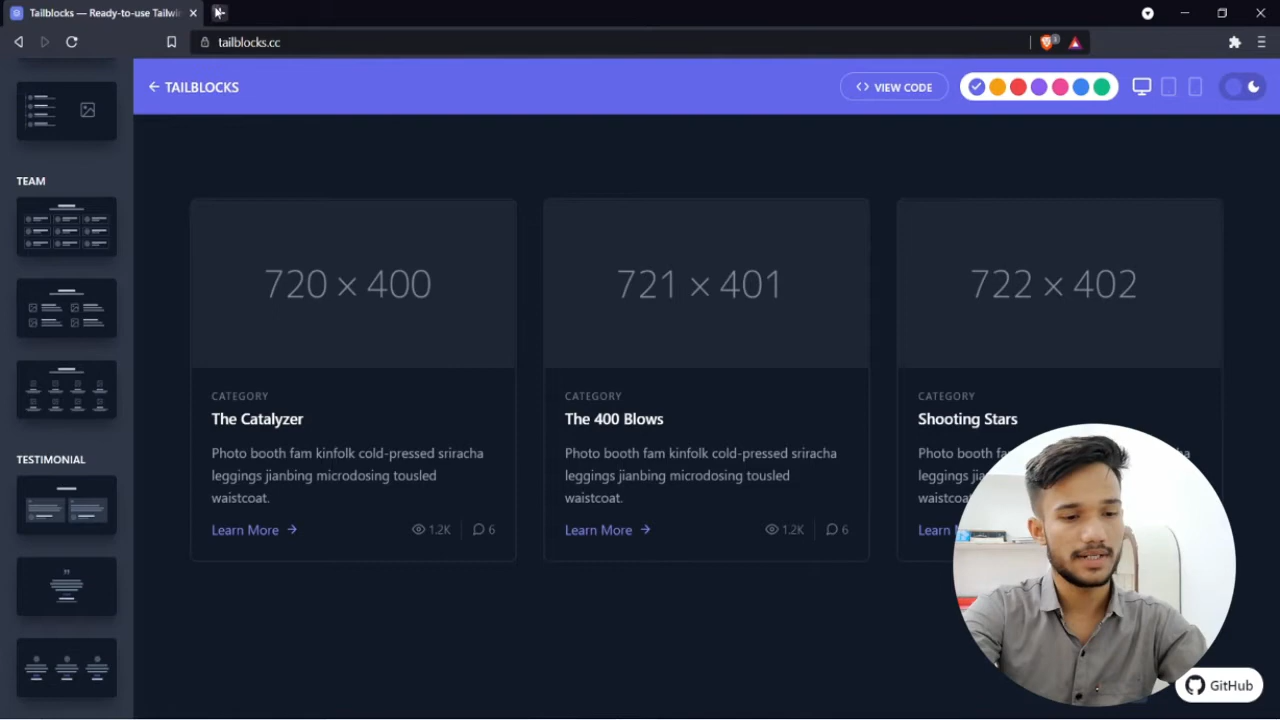 Tailblocks — Ready-to-use Tailwi
tailblocks.cc
1
TAILBLOCKS
VIEW CODE
TEAM
TESTIMONIAL
720 × 400
CATEGORY
The Catalyzer
Photo booth fam kinfolk cold-pressed sriracha
leggings jianbing microdosing tousled
waistcoat.
Learn More
1.2K
6
721 × 401
CATEGORY
The 400 Blows
Photo booth fam kinfolk cold-pressed sriracha
leggings jianbing microdosing tousled
waistcoat.
Learn More
1.2K
6
722 × 402
CATEGORY
Shooting Stars
Photo booth
leggings
Learn
GitHub